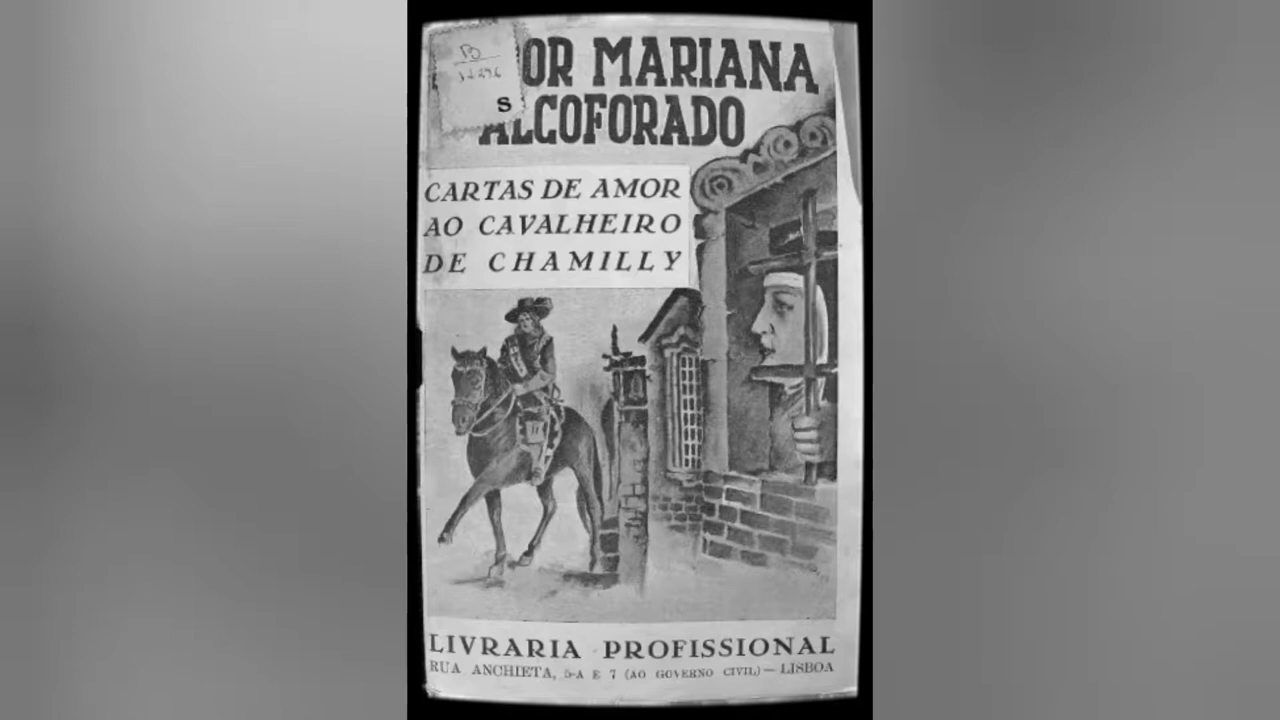 OR MARIANA
S
ALCOFORADO
CARTAS DE AMOR
AO CAVALHEIRO
DE CHAMILLY
LIVRARIA PROFISSIONAL
RUA ANCHIETA, 5-A E 7 (AO GOVERNO CIVIL) — LISBOA